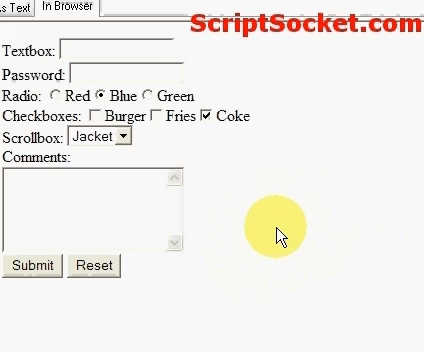 As Text In Browser
ScriptSocket.com
Textbox:
Password:
Radio: Red Blue Green
Checkboxes: Burger Fries Coke
Scrollbox: Jacket
Comments:
Submit Reset